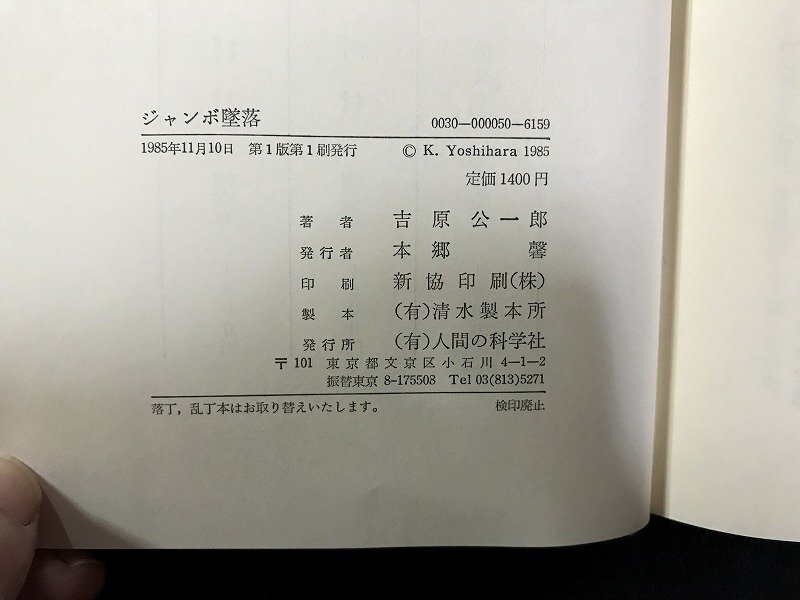 ジャンボ墜落 0030―000050―6159
1985年11月10日 第1版第1刷発行 © K. Yoshihara 1985
定価1400円
著者 吉原公一郎
発行者 本郷馨
印刷 新協印刷(株)
製本 (有)清水製本所
発行所 (有)人間の科学社
〒101 東京都文京区小石川 4―1―2
振替東京 8-175508 Tel 03(813)5271
落丁,乱丁本はお取り替えいたします。 検印廃止